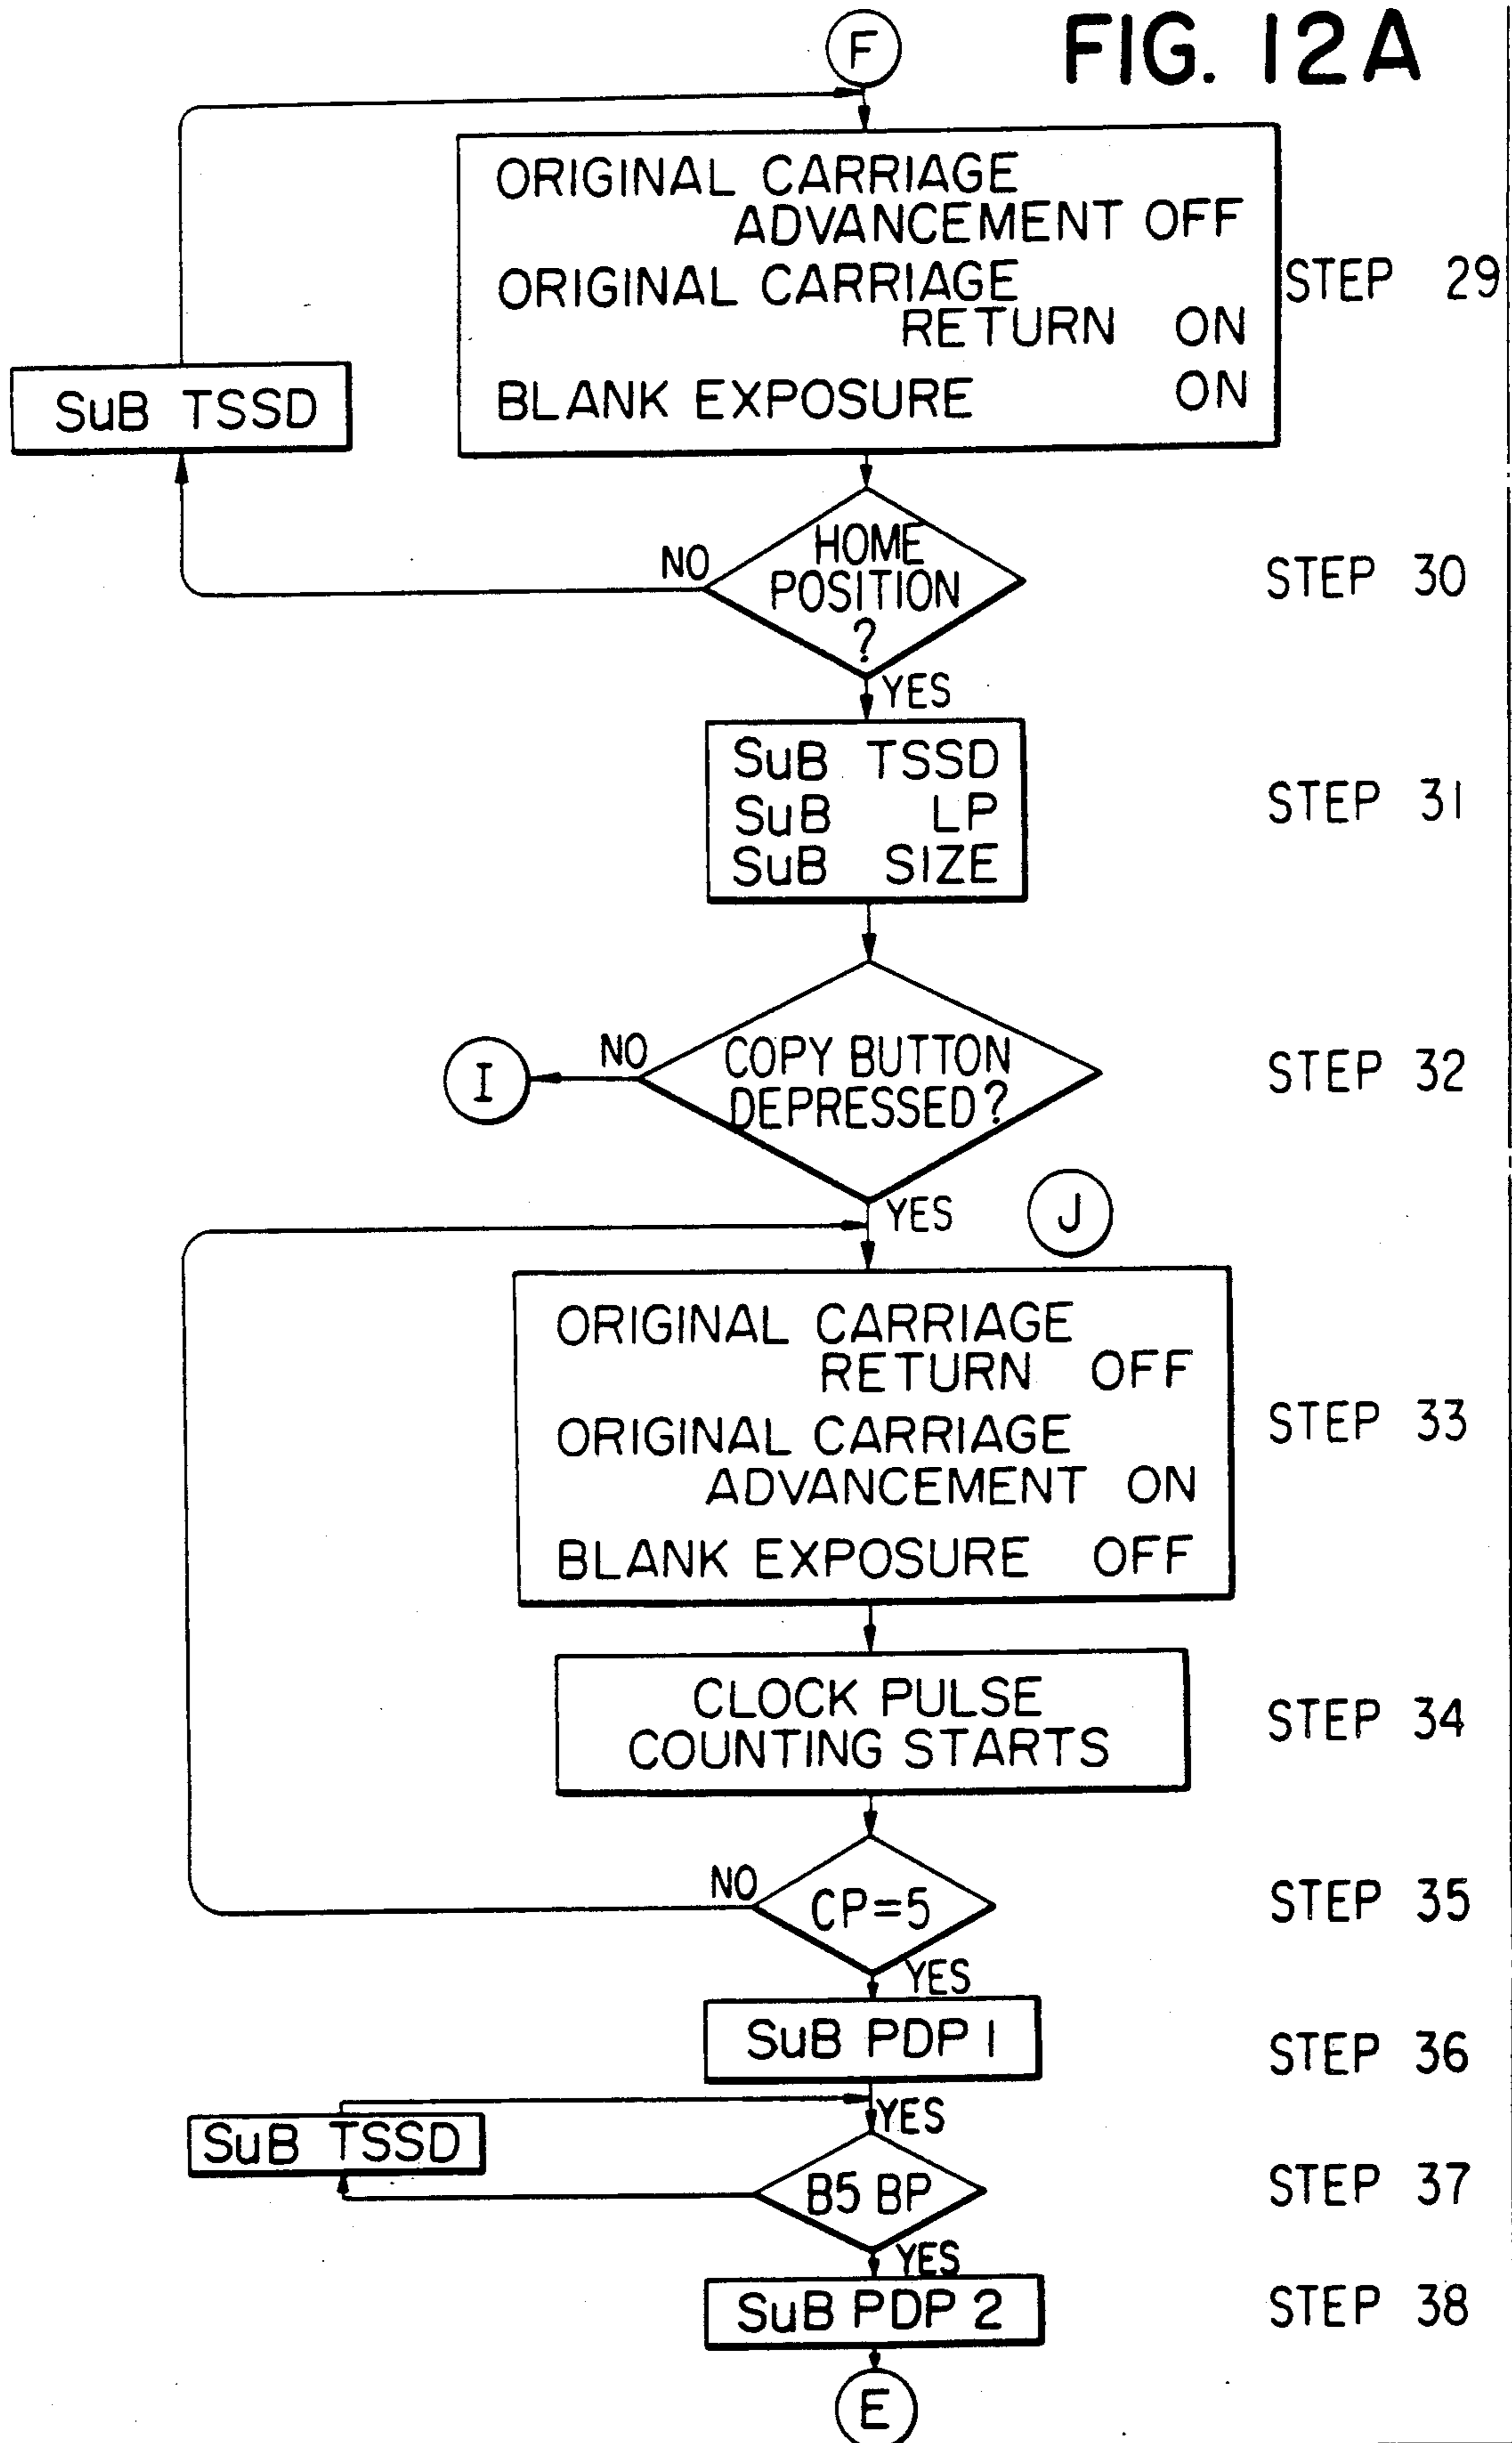 FIG. 12A
F
ORIGINAL CARRIAGE
ADVANCEMENT OFF
ORIGINAL CARRIAGE
RETURN ON
BLANK EXPOSURE ON
STEP 29
SuB TSSD
HOME
POSITION
?
NO
STEP 30
YES
SuB TSSD
SuB LP
SuB SIZE
STEP 31
COPY BUTTON
DEPRESSED?
NO
I
STEP 32
YES
J
ORIGINAL CARRIAGE
RETURN OFF
ORIGINAL CARRIAGE
ADVANCEMENT ON
BLANK EXPOSURE OFF
STEP 33
CLOCK PULSE
COUNTING STARTS
STEP 34
NO
CP=5
STEP 35
YES
SuB PDP 1
STEP 36
YES
SuB TSSD
B5 BP
STEP 37
YES
SuB PDP 2
STEP 38
E